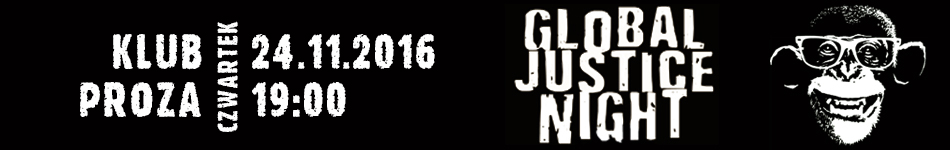 KLUB
PROZA
CZWARTEK
24.11.2016
19:00
GLOBAL
JUSTICE
NIGHT